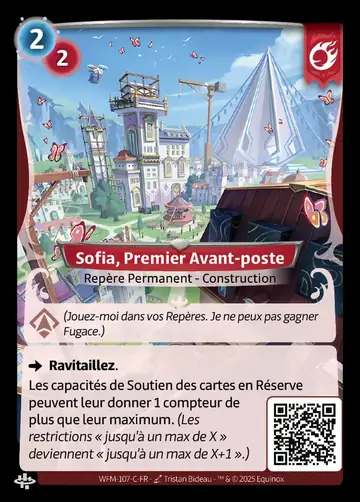 2
2
Sofia, Premier Avant-poste
Repère Permanent - Construction
(Jouez-moi dans vos Repères. Je ne peux pas gagner
Fugace.)
Ravitaillez.
Les capacités de Soutien des cartes en Réserve
peuvent leur donner 1 compteur de
plus que leur maximum. (Les
restrictions « jusqu'à un max de X »
deviennent « jusqu'à un max de X+1 ».)
WFM-107-C-FR - Tristan Bideau - ™ & © 2025 Equinox